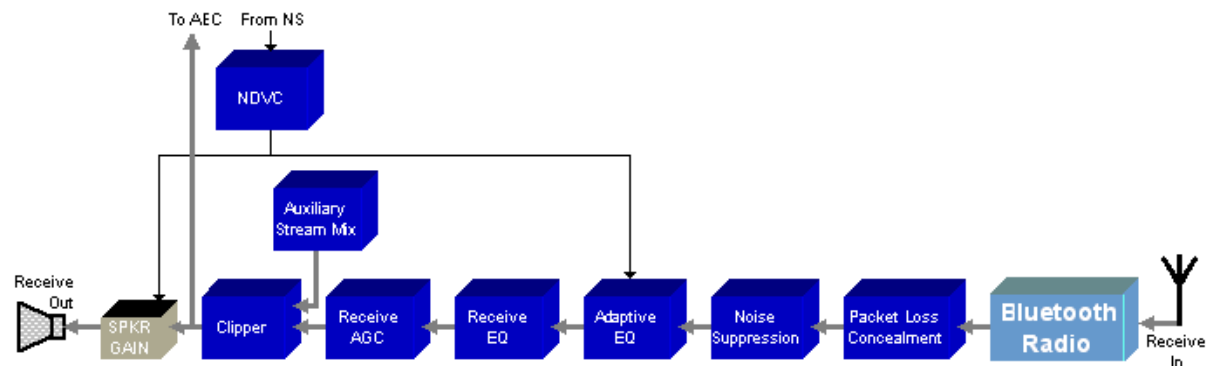 To AEC From NS
NDVC
Auxiliary
Stream Mix
Receive
Out
SPKR
GAIN
Clipper
Receive
AGC
Receive
EQ
Adaptive
EQ
Noise
Suppression
Packet Loss
Concealment
Bluetooth
Radio
Receive
In